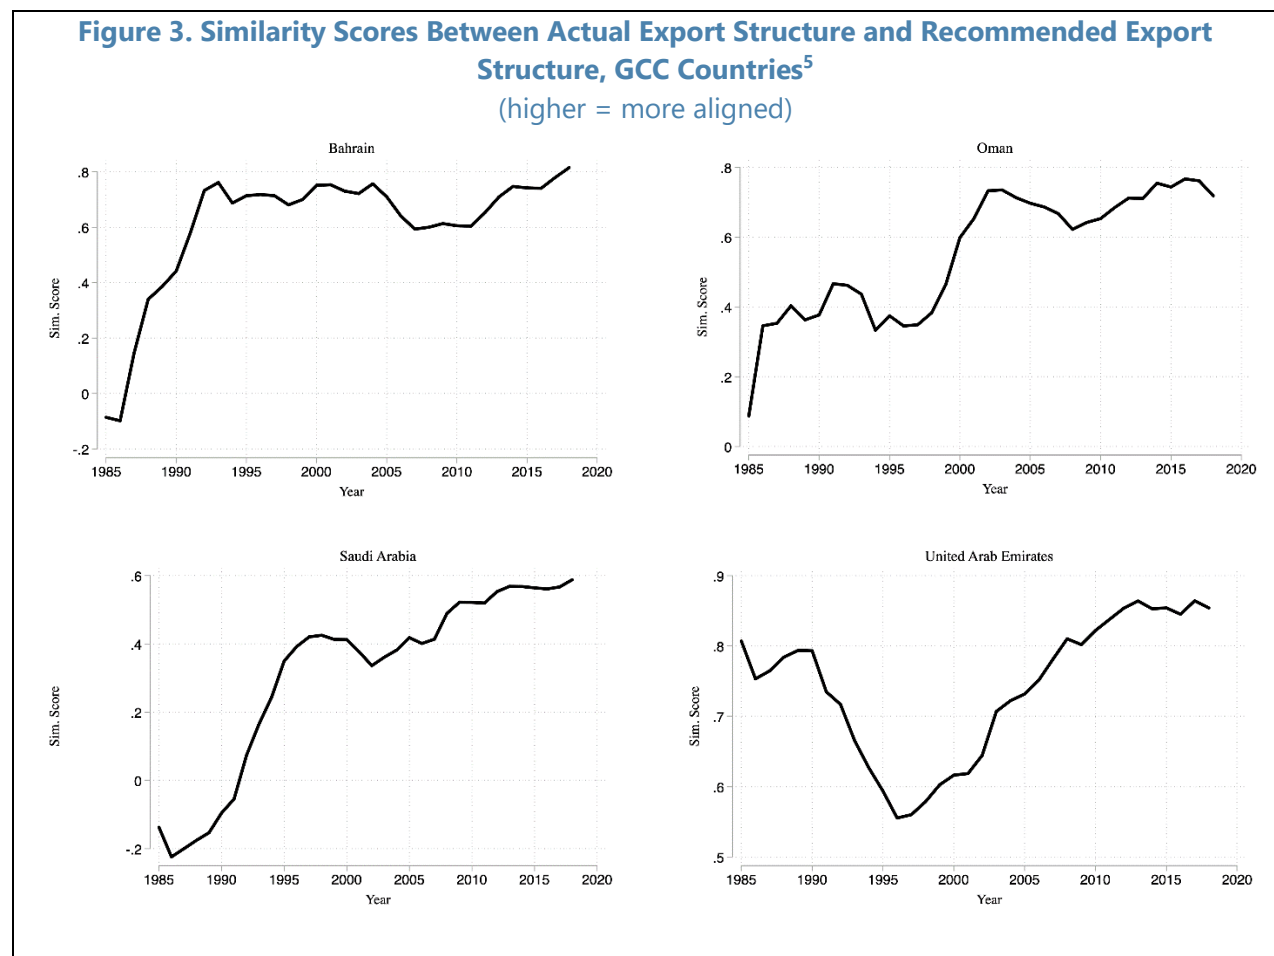 Figure 3. Similarity Scores Between Actual Export Structure and Recommended Export
Structure, GCC Countries5
(higher = more aligned)
Bahrain
.8
.6
.4
.2
0
-.2
Sim. Score
1985 1990 1995 2000 2005 2010 2015 2020
Year
Oman
.8
.6
.4
.2
0
Sim. Score
1985 1990 1995 2000 2005 2010 2015 2020
Year
Saudi Arabia
.6
.4
.2
0
-.2
Sim. Score
1985 1990 1995 2000 2005 2010 2015 2020
Year
United Arab Emirates
.9
.8
.7
.6
.5
Sim. Score
1985 1990 1995 2000 2005 2010 2015 2020
Year